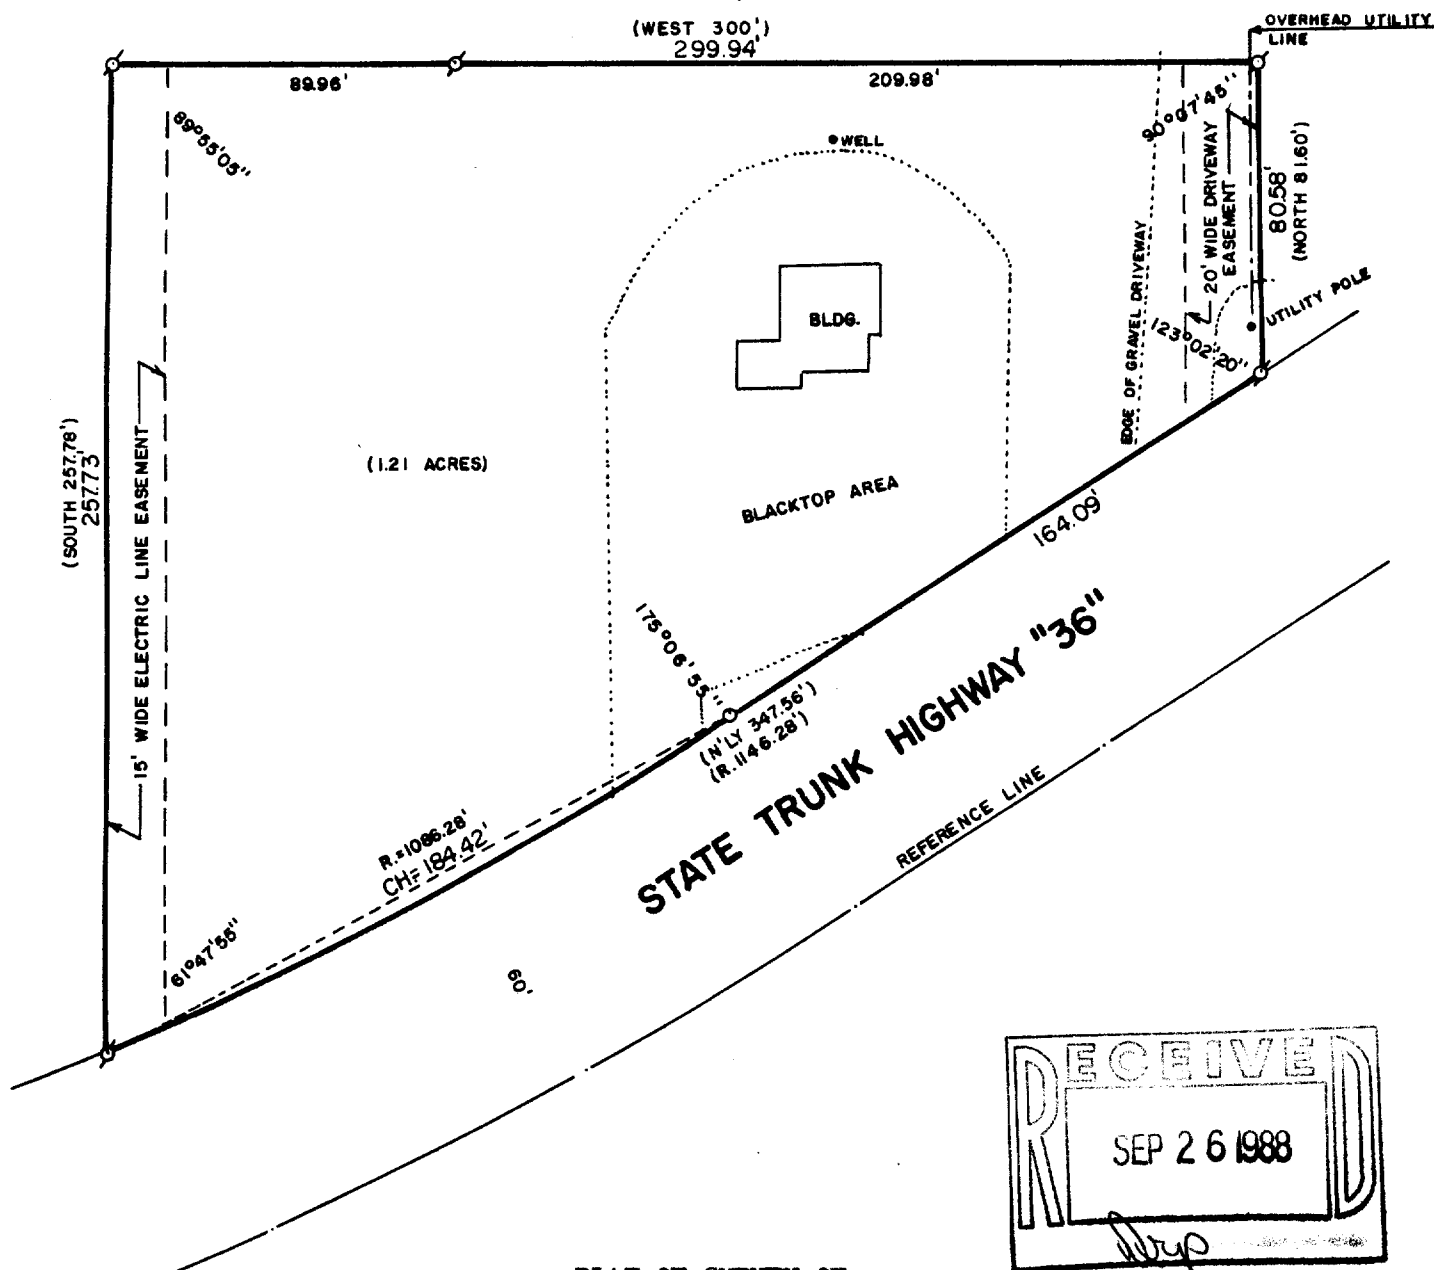 (WEST 300')
299.94'
OVERHEAD UTILITY
LINE
89.96'
209.98'
89°55'05"
90°07'45"
WELL
20' WIDE DRIVEWAY
EASEMENT
80.58'
(NORTH 81.60')
EDGE OF GRAVEL DRIVEWAY
UTILITY POLE
123°02'20"
BLDG.
(SOUTH 257.78')
257.73'
15' WIDE ELECTRIC LINE EASEMENT
(1.21 ACRES)
BLACKTOP AREA
164.09'
175°06'55"
(N'LY 347.56')
(R.1146.28')
STATE TRUNK HIGHWAY "36"
REFERENCE LINE
R.=1086.28'
CH=184.42'
61°47'55"
60'
RECEIVED
SEP 26 1988